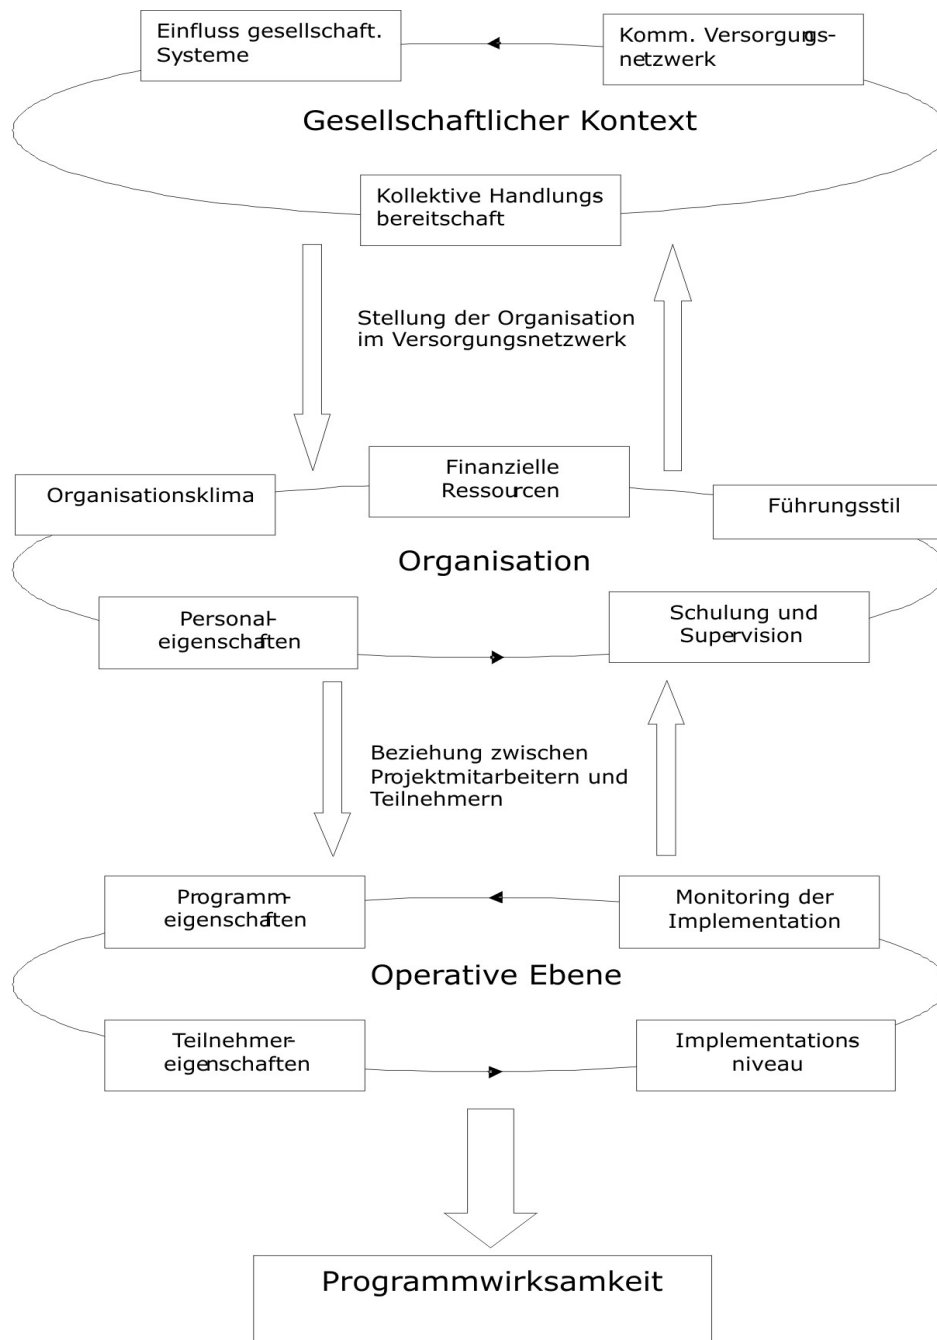 Einfluss gesellschaft.
Systeme
Komm. Versorgungs-
netzwerk
Gesellschaftlicher Kontext
Kollektive Handlungs
bereitschaft
Stellung der Organisation
im Versorgungsnetzwerk
Organisationsklima
Finanzielle
Ressourcen
Führungsstil
Organisation
Personal-
eigenschaften
Schulung und
Supervision
Beziehung zwischen
Projektmitarbeitern und
Teilnehmern
Programm-
eigenschaften
Monitoring der
Implementation
Operative Ebene
Teilnehmer-
eigenschaften
Implementations
niveau
Programmwirksamkeit